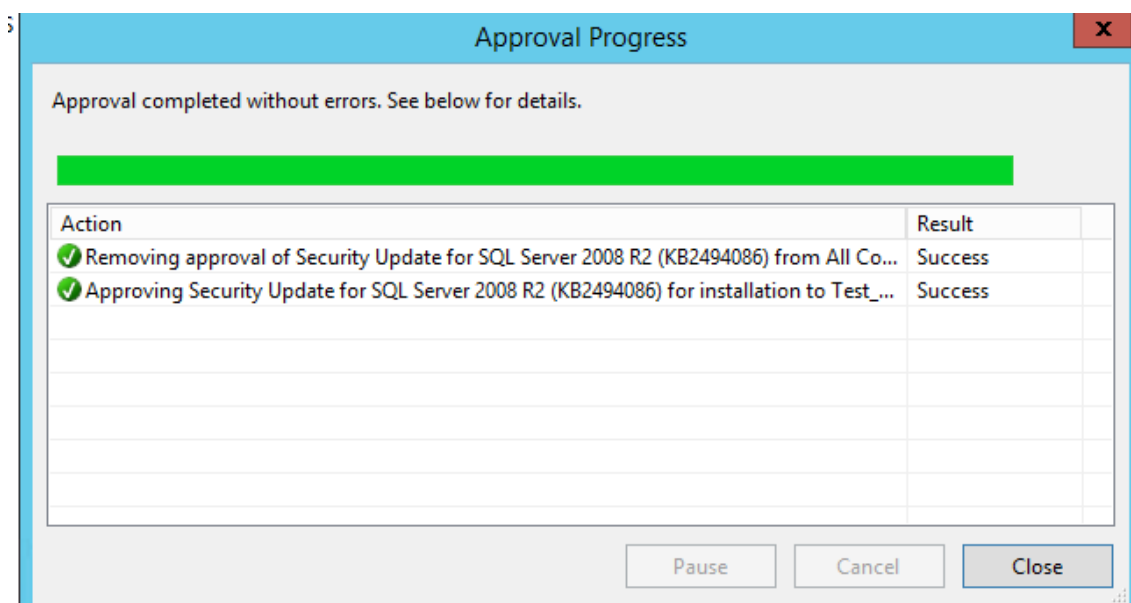 Approval Progress
x
Approval completed without errors. See below for details.
Action Result
Removing approval of Security Update for SQL Server 2008 R2 (KB2494086) from All Co... Success
Approving Security Update for SQL Server 2008 R2 (KB2494086) for installation to Test_... Success
Pause Cancel Close